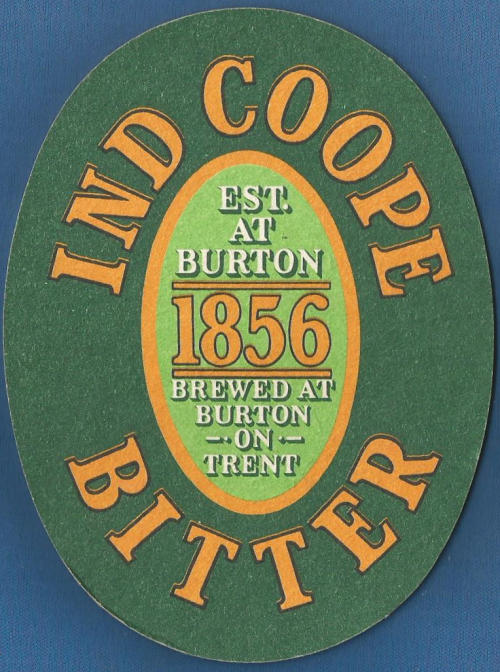 IND COOPE
EST.
AT
BURTON
1856
BREWED AT
BURTON
—·ON·—
TRENT
BITTER